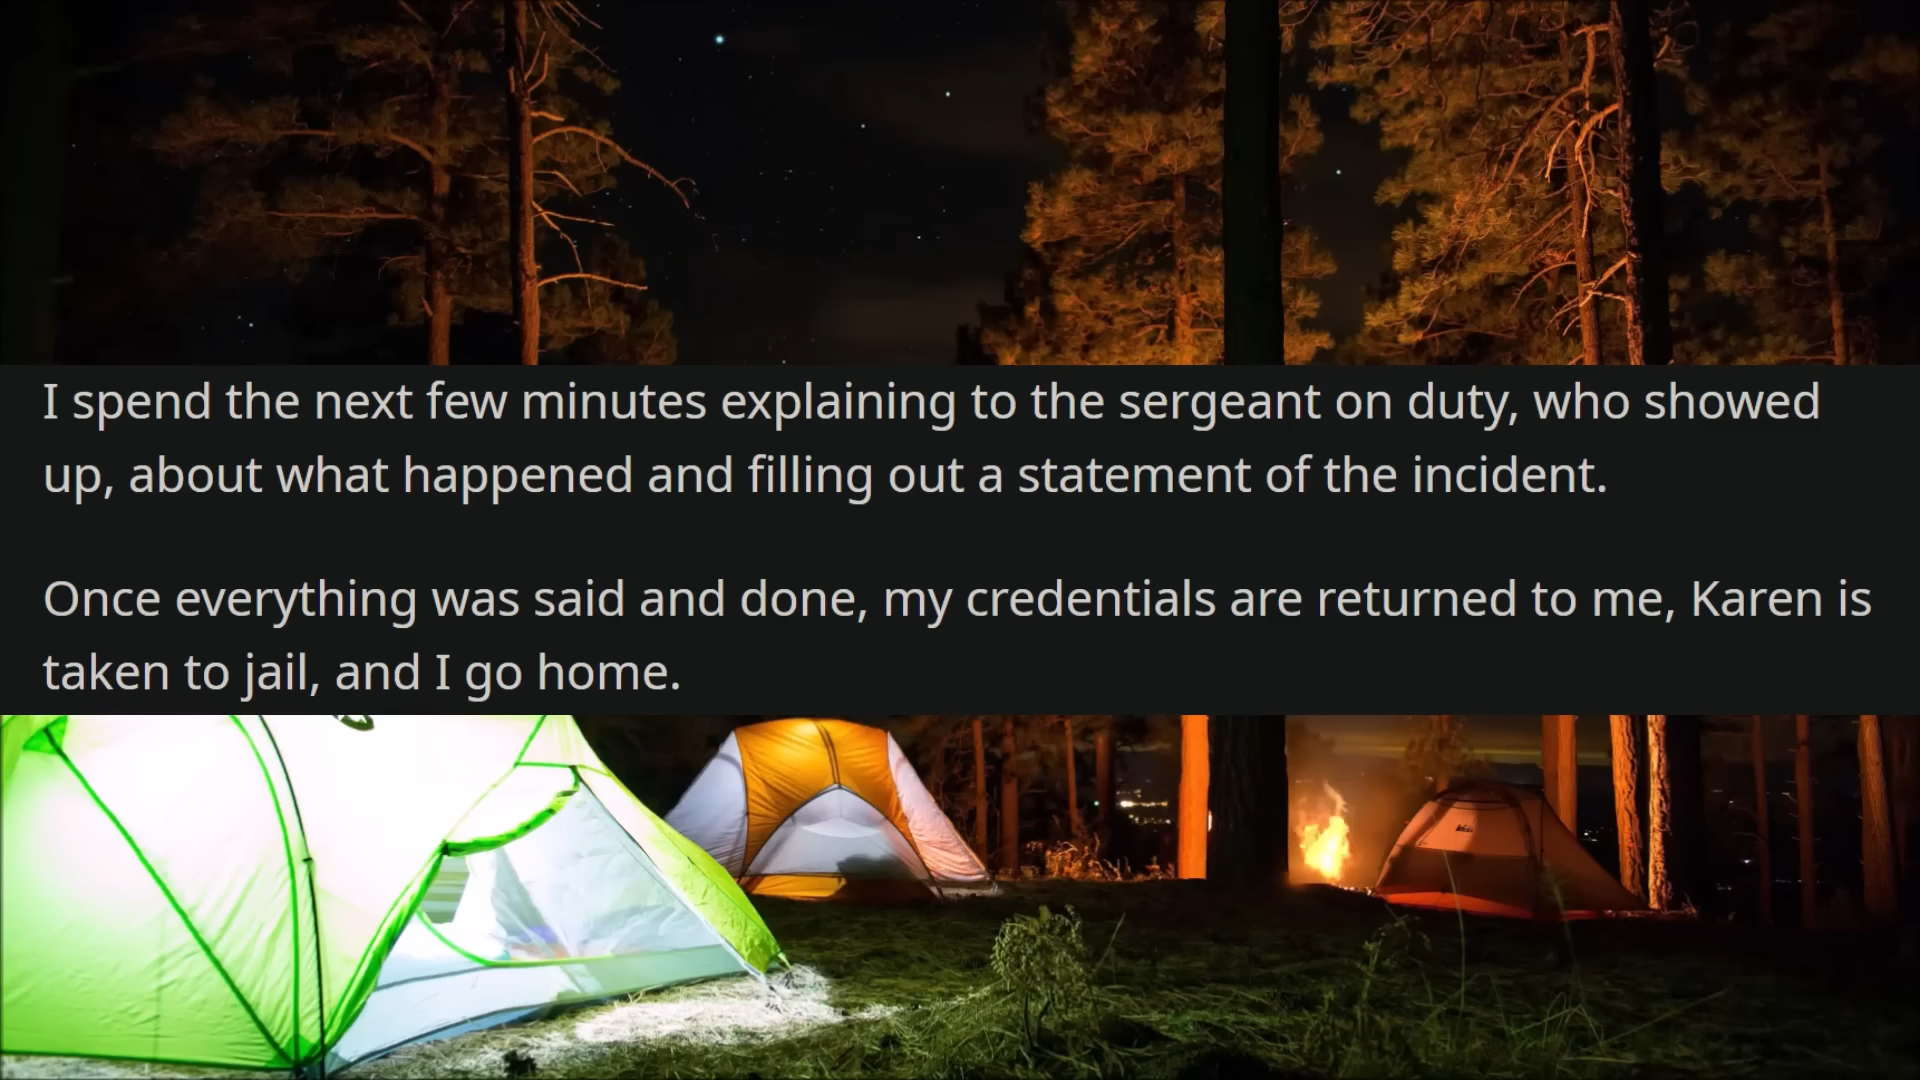 I spend the next few minutes explaining to the sergeant on duty, who showed
up, about what happened and filling out a statement of the incident.
Once everything was said and done, my credentials are returned to me, Karen is
taken to jail, and I go home.